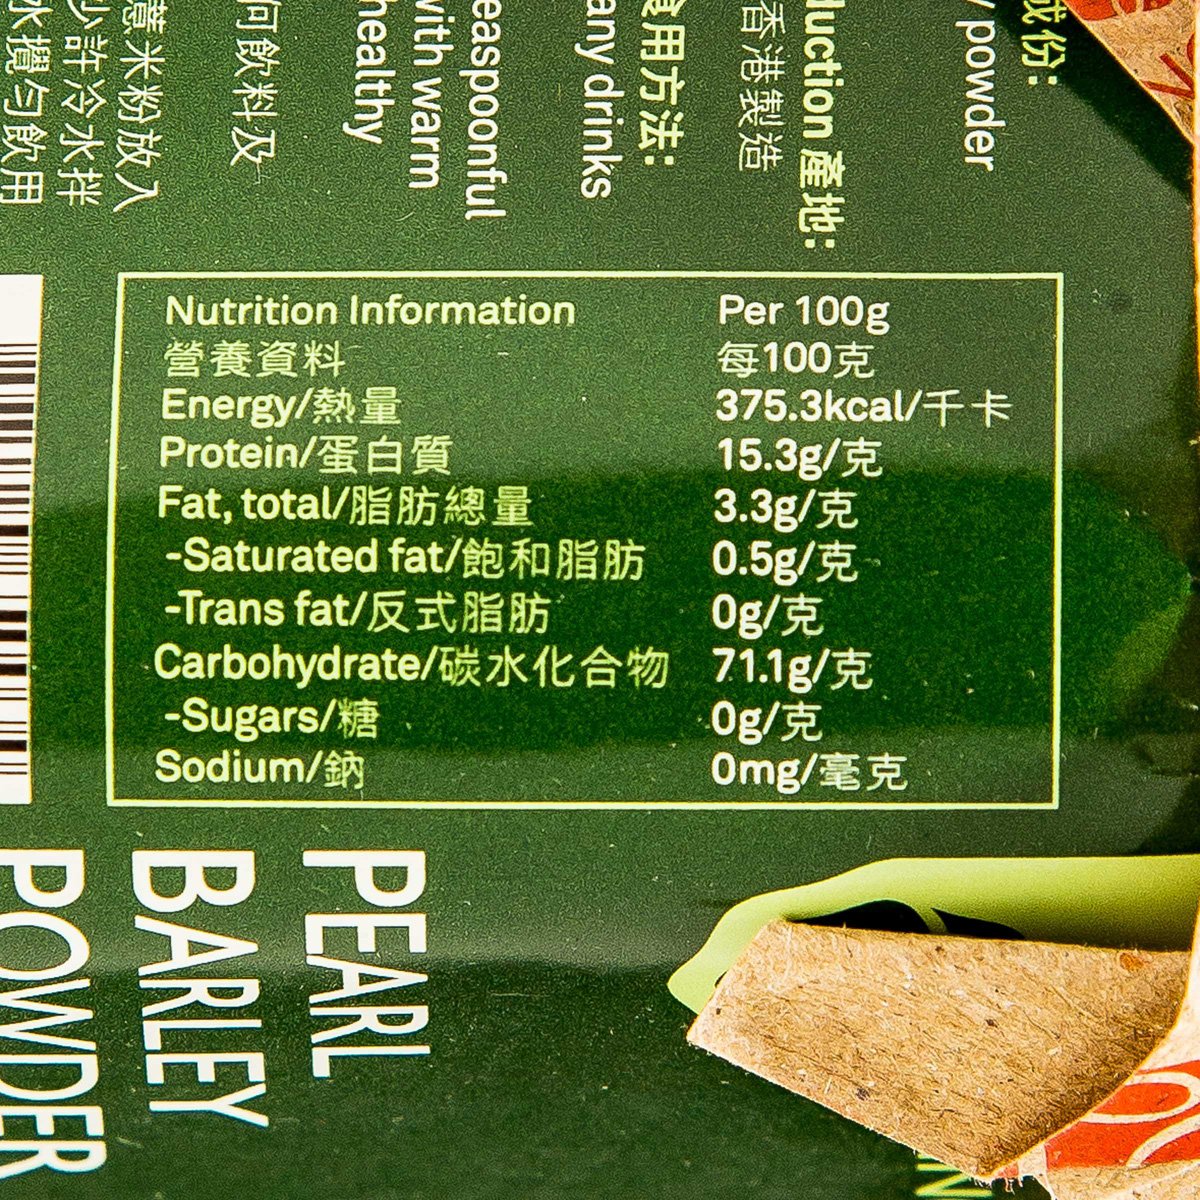 成份:
powder
duction 產地:
香港製造
食用方法:
any drinks
easpoonful
with warm
healthy
何飲料及
薏米粉放入
少許冷水拌
水攪勻飲用
Nutrition Information Per 100g
營養資料 每100克
Energy/熱量 375.3kcal/千卡
Protein/蛋白質 15.3g/克
Fat, total/脂肪總量 3.3g/克
-Saturated fat/飽和脂肪 0.5g/克
-Trans fat/反式脂肪 0g/克
Carbohydrate/碳水化合物 71.1g/克
-Sugars/糖 0g/克
Sodium/鈉 0mg/毫克
PEARL
BARLEY
POWDER